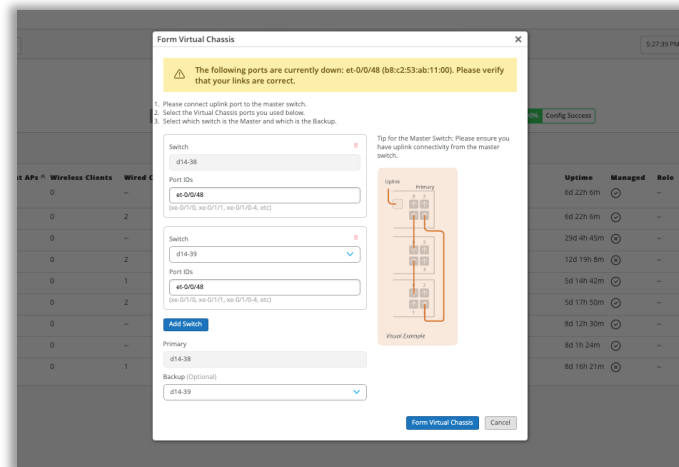 Form Virtual Chassis
5:27:39 PM
The following ports are currently down: et-0/0/48 (b8:c2:53:ab:11:00). Please verify
that your links are correct.
1. Please connect uplink port to the master switch.
2. Select the Virtual Chassis ports you used below.
3. Select which switch is the Master and which is the Backup.
Config Success
Switch
d14-38
Port IDs
et-0/0/48
(xe-0/1/0, xe-0/1/1, xe-0/1/0-4, etc)
Switch
d14-39
Port IDs
et-0/0/48
(xe-0/1/0, xe-0/1/1, xe-0/1/0-4, etc)
Add Switch
Primary
d14-38
Backup (Optional)
d14-39
Tip for the Master Switch: Please ensure you
have uplink connectivity from the master
switch.
Uplink
Primary
0 2
2
3
0 2
1
Visual Example
Form Virtual Chassis
Cancel
APs Wireless Clients Wired Uptime Managed Role
0 -- 6d 22h 6m --
0 2 6d 22h 6m --
0 -- 29d 4h 45m --
0 2 12d 19h 8m --
0 1 5d 14h 42m --
0 2 5d 17h 50m --
0 -- 8d 12h 30m --
0 -- 8d 1h 24m --
0 1 8d 16h 21m --